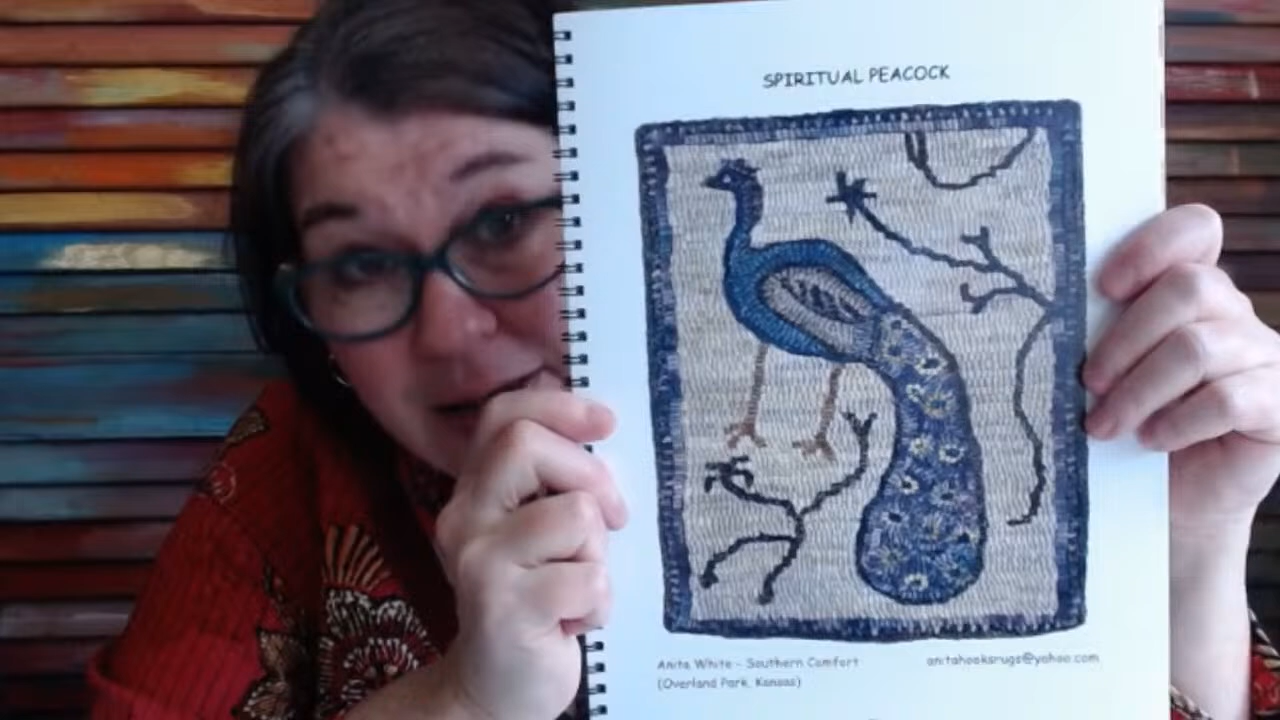 SPIRITUAL PEACOCK
Anita White - Southern Comfort
anitahooksrugs@yahoo.com
(Overland Park, Kansas)